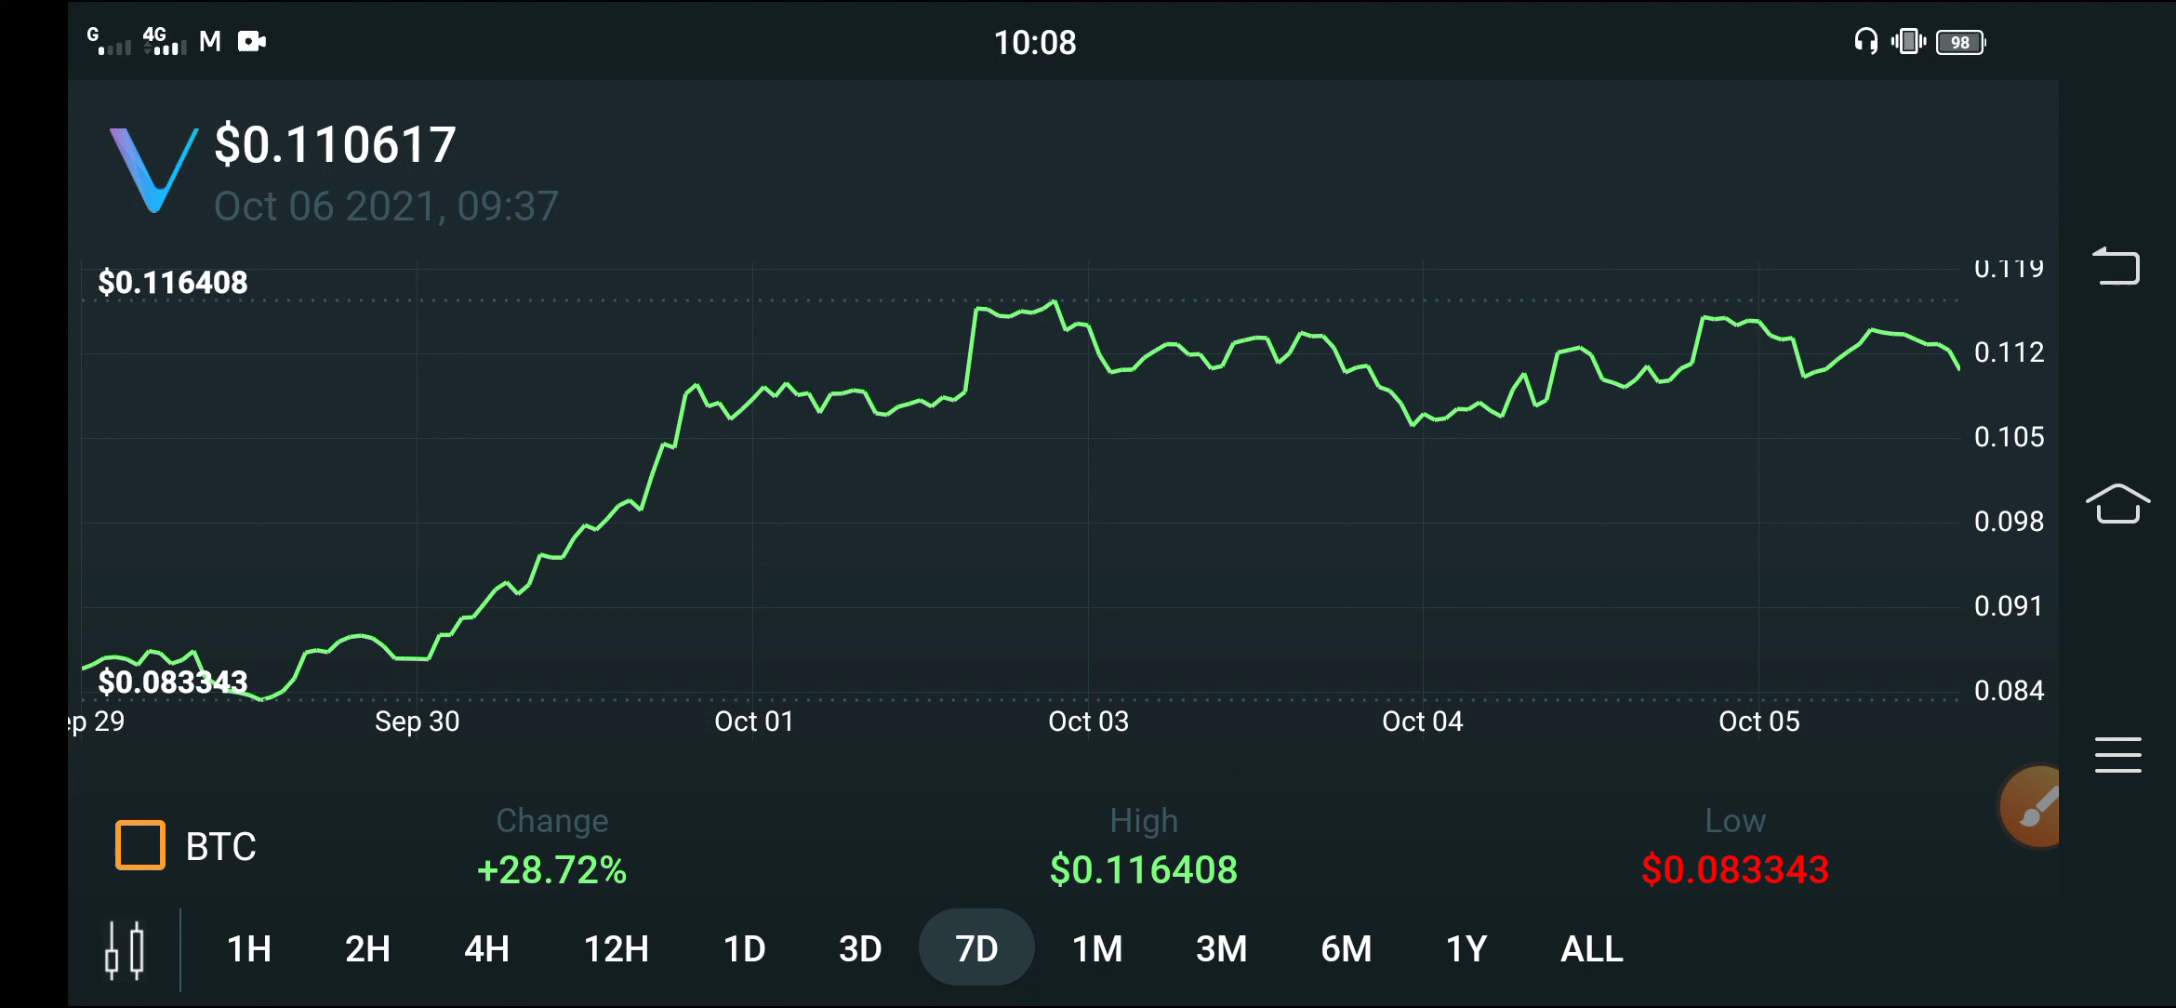 G 4G M 10:08 98
$0.110617
Oct 06 2021, 09:37
$0.116408
0.119
0.112
0.105
0.098
0.091
$0.083343
0.084
ep 29 Sep 30 Oct 01 Oct 03 Oct 04 Oct 05
BTC
Change High Low
+28.72% $0.116408 $0.083343
1H 2H 4H 12H 1D 3D 7D 1M 3M 6M 1Y ALL